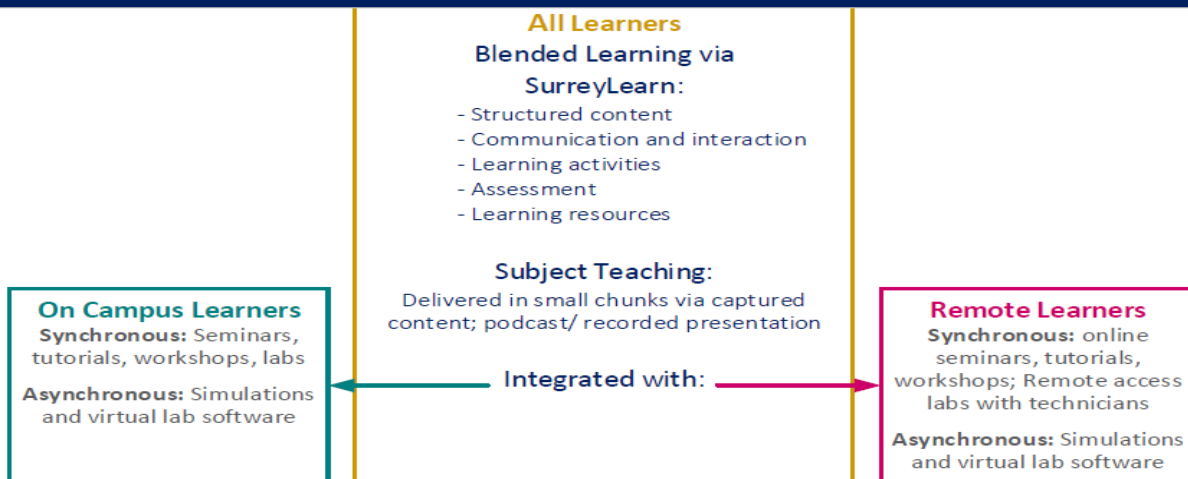 All Learners
Blended Learning via
SurreyLearn:
- Structured content
- Communication and interaction
- Learning activities
- Assessment
- Learning resources
Subject Teaching:
Delivered in small chunks via captured
content; podcast/ recorded presentation
Integrated with:
On Campus Learners
Synchronous: Seminars,
tutorials, workshops, labs
Asynchronous: Simulations
and virtual lab software
Remote Learners
Synchronous: online
seminars, tutorials,
workshops; Remote access
labs with technicians
Asynchronous: Simulations
and virtual lab software